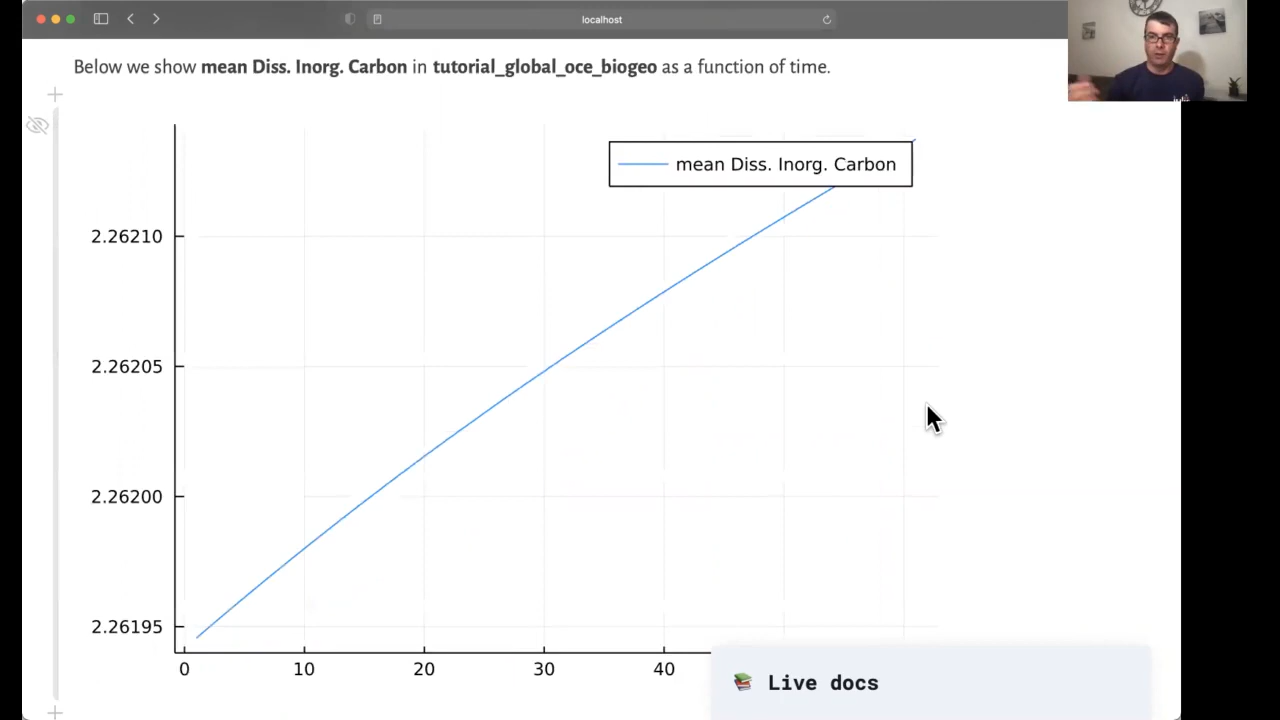 localhost
Below we show mean Diss. Inorg. Carbon in tutorial_global_oce_biogeo as a function of time.
mean Diss. Inorg. Carbon
2.26210
2.26205
2.26200
2.26195
0 10 20 30 40
Live docs